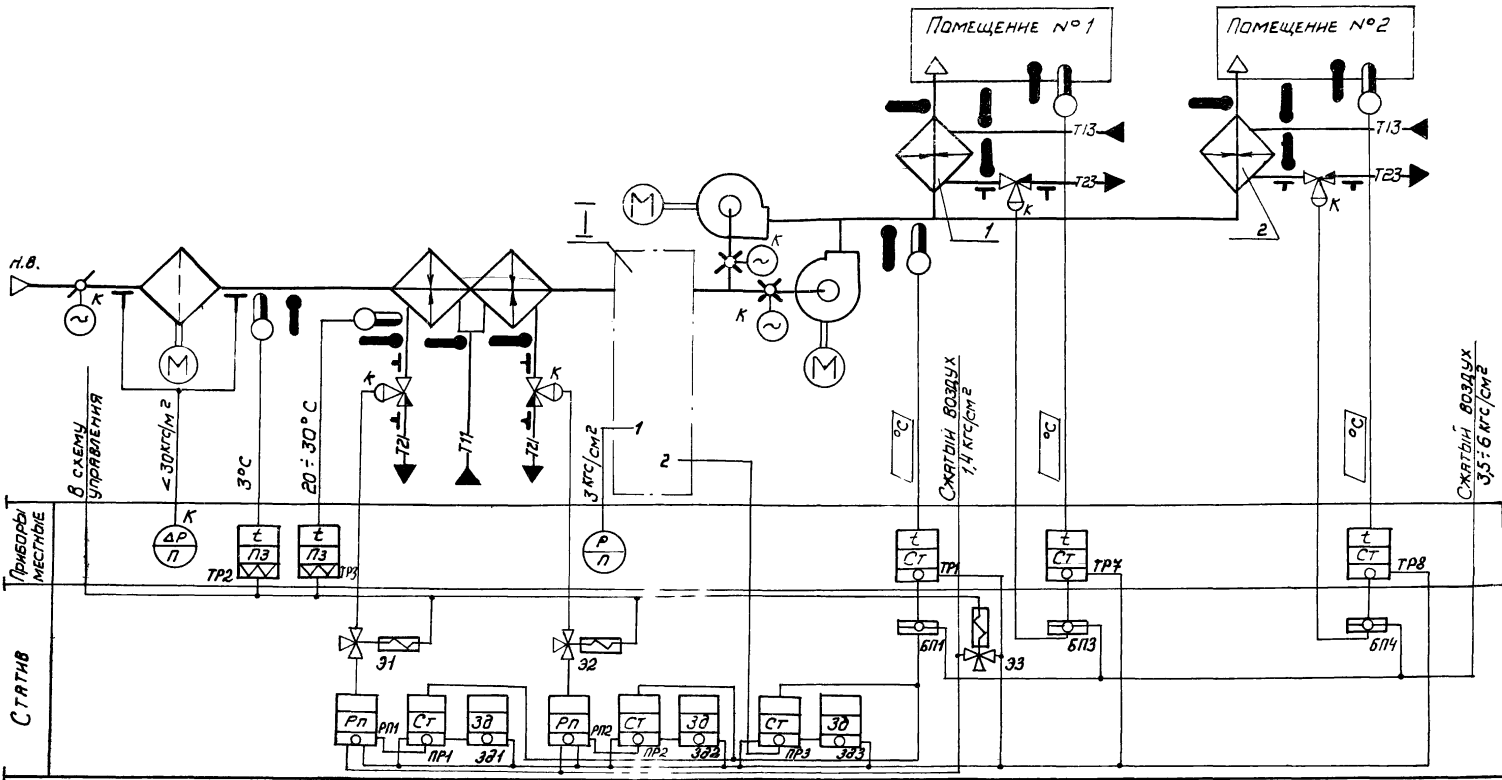 Помещение №1
Помещение №2
Т13
Т13
Т23
Т23
К
К
1
2
М
I
К
н.в.
К
М
К
М
К
К
Т21
Т11
Т21
1
2
В схему
управления
<30кгс/м²
3°С
20÷30°С
3 кгс/см²
°С
Сжатый воздух
1,4 кгс/см²
°С
°С
Сжатый воздух
3,5÷6 кгс/см²
Приборы
местные
К
ΔР
П
t
ПЗ
ТР2
t
ПЗ
ТР3
Р
П
t
Ст
ТР1
t
Ст
ТР7
t
Ст
ТР8
Статив
Э1
Э2
БП1
Э3
БП3
БП4
Рп
РП1
Ст
ПР1
Зд
Зд1
Рп
РП2
Ст
ПР2
Зд
Зд2
Ст
ПР3
Зд
Зд3